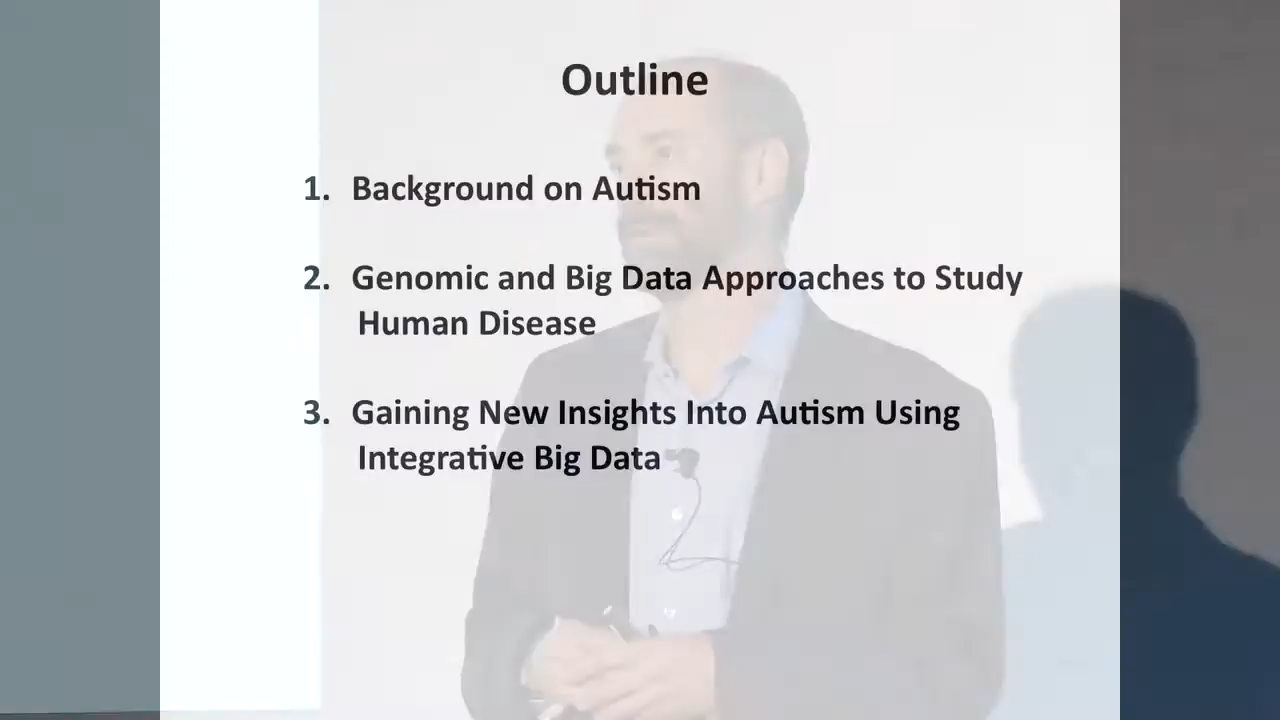 Outline
1. Background on Autism
2. Genomic and Big Data Approaches to Study
Human Disease
3. Gaining New Insights Into Autism Using
Integrative Big Data